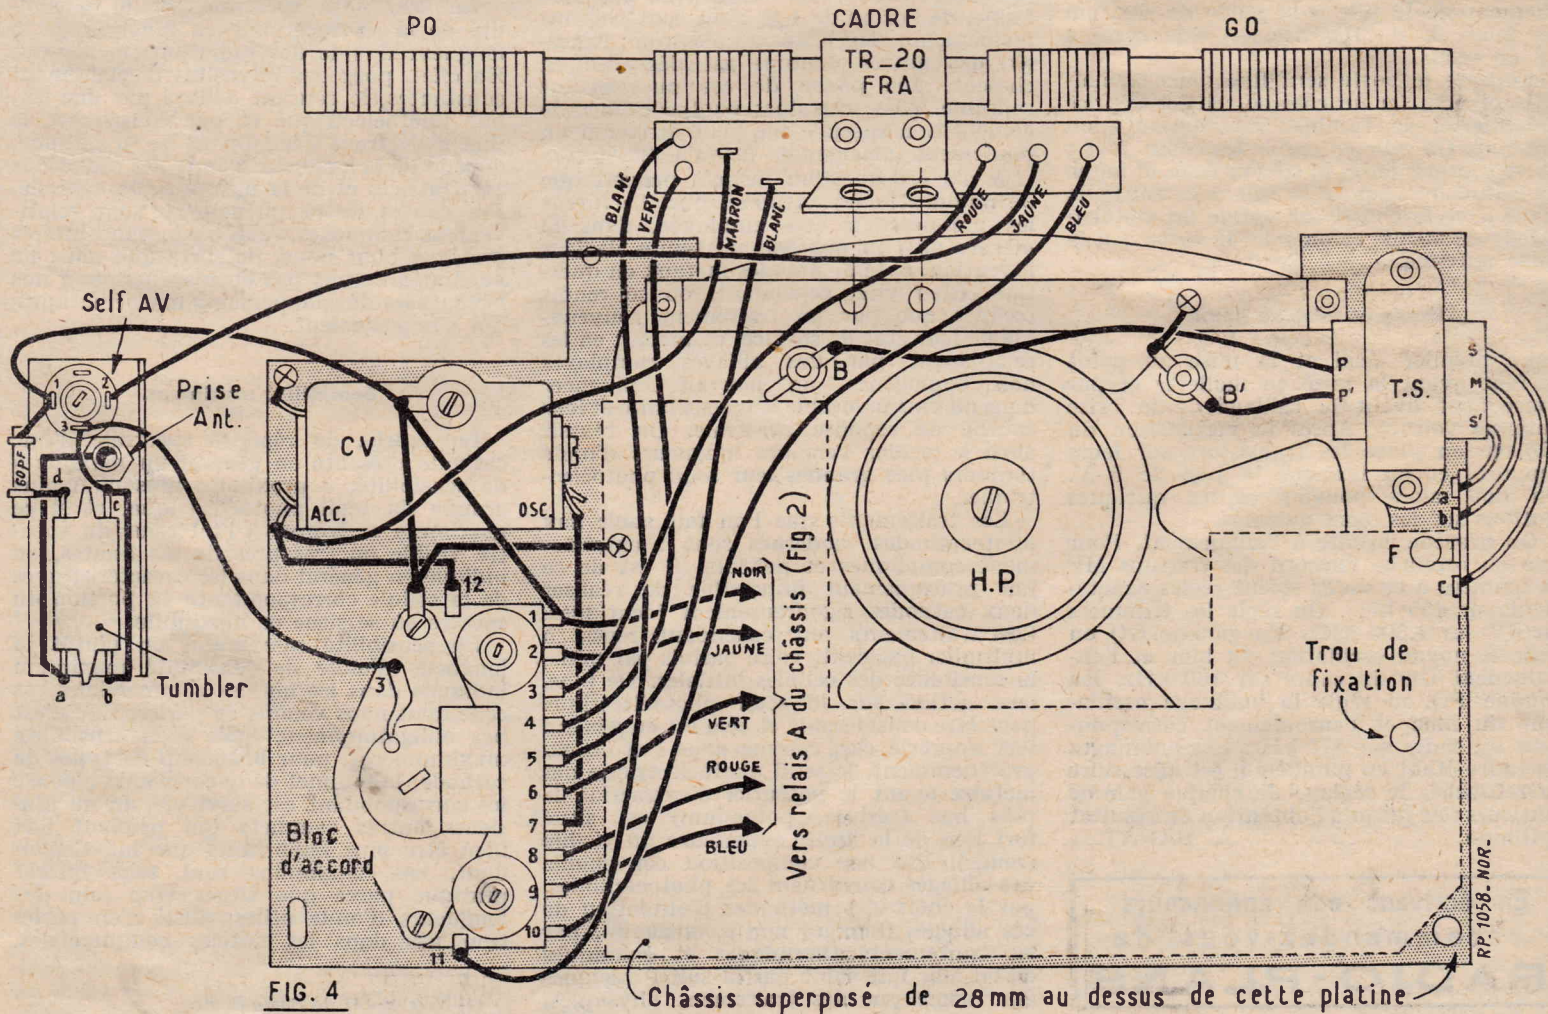 PO
CADRE
GO
TR_20
FRA
BLANC
VERT
MARRON
BLANC
ROUGE
JAUNE
BLEU
Self AV
1
2
3
Prise
Ant.
60pF
d
c
a
b
Tumbler
CV
ACC.
OSC.
B
B'
P
P'
T.S.
S
M
S'
a
b
F
c
H.P.
12
3
1
2
3
4
5
6
7
8
9
10
11
NOIR
JAUNE
VERT
ROUGE
BLEU
Vers relais A du châssis (Fig. 2)
Bloc
d'accord
Trou de
fixation
RP. 1058_NOR_
FIG. 4
Châssis superposé de 28mm au dessus de cette platine